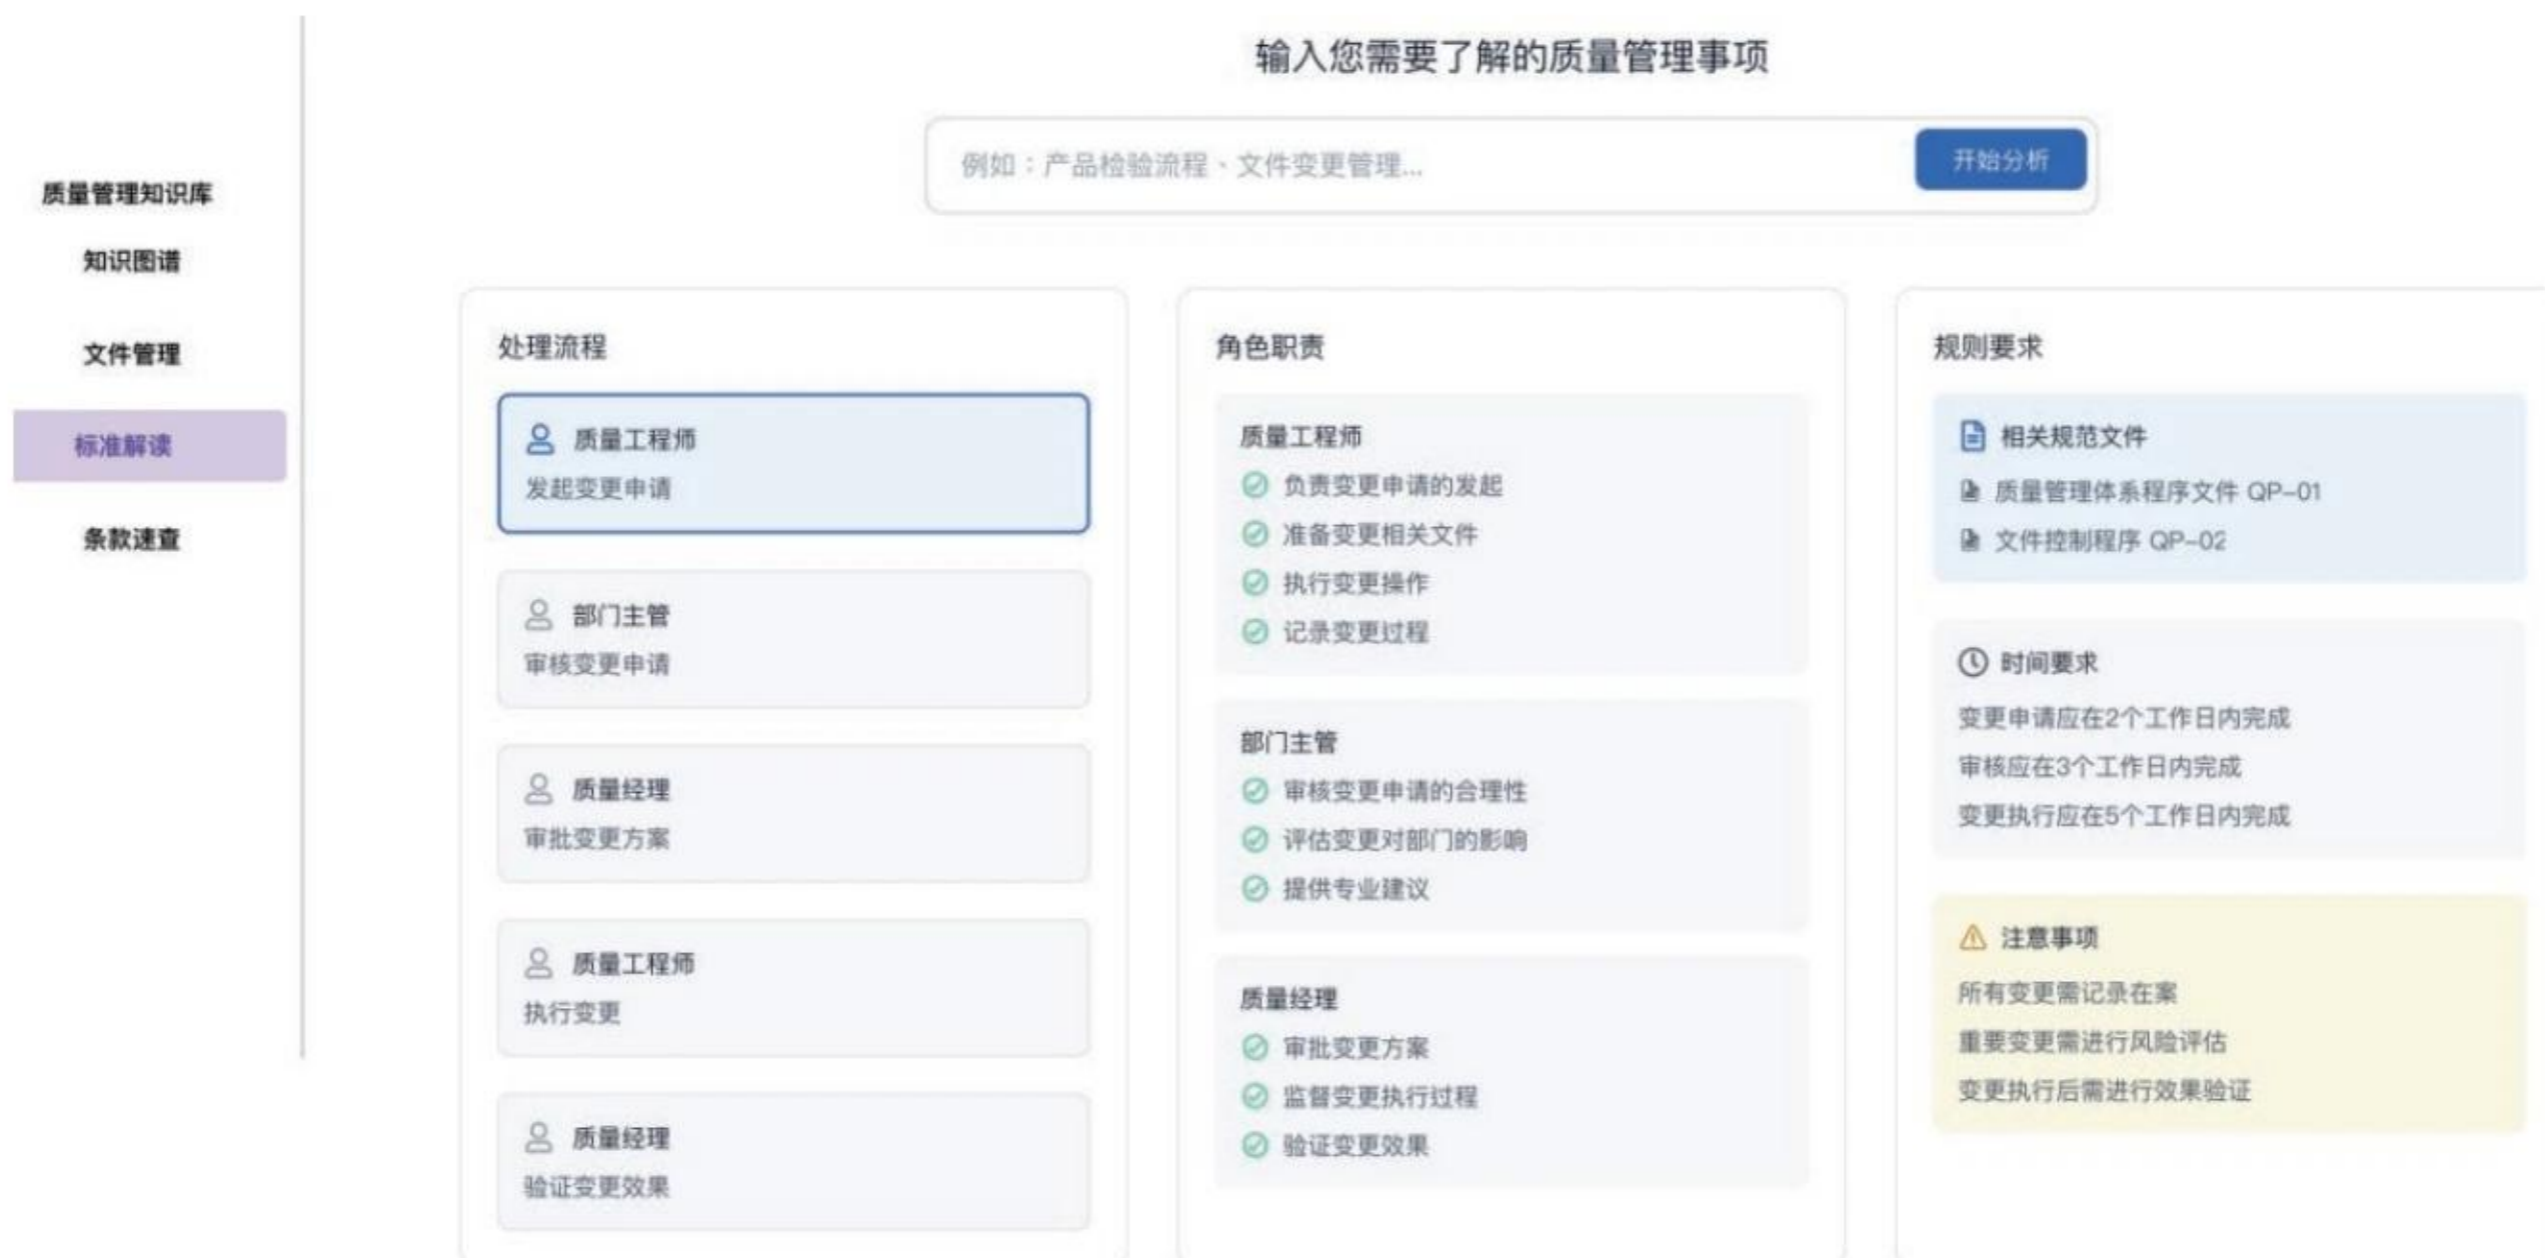 质量管理知识库
知识图谱
文件管理
标准解读
条款速查
输入您需要了解的质量管理事项
例如：产品检验流程、文件变更管理...
开始分析
处理流程
质量工程师
发起变更申请
部门主管
审核变更申请
质量经理
审批变更方案
质量工程师
执行变更
质量经理
验证变更效果
角色职责
质量工程师
负责变更申请的发起
准备变更相关文件
执行变更操作
记录变更过程
部门主管
审核变更申请的合理性
评估变更对部门的影响
提供专业建议
质量经理
审批变更方案
监督变更执行过程
验证变更效果
规则要求
相关规范文件
质量管理体系程序文件 QP-01
文件控制程序 QP-02
时间要求
变更申请应在2个工作日内完成
审核应在3个工作日内完成
变更执行应在5个工作日内完成
注意事项
所有变更需记录在案
重要变更需进行风险评估
变更执行后需进行效果验证